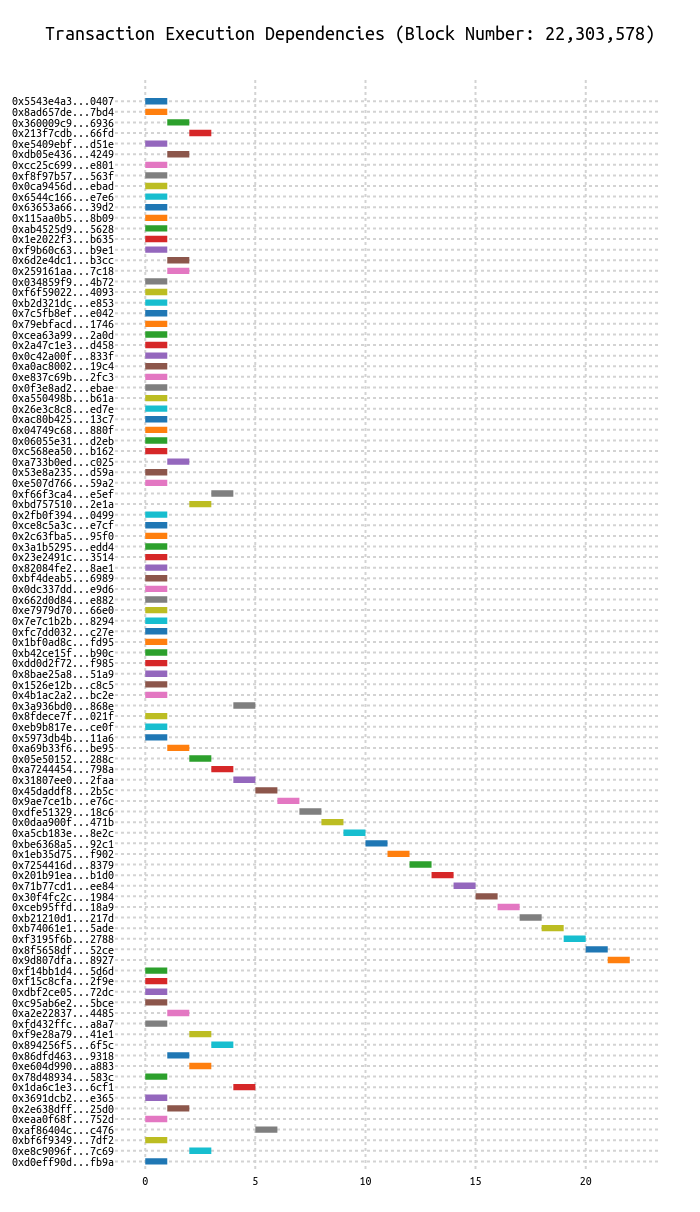 Transaction Execution Dependencies (Block Number: 22,303,578)
0x5543e4a3...0407
0x8ad657de...7bd4
0x360009c9...6936
0x213f7cdb...66fd
0xe5409ebf...d51e
0xdb05e436...4249
0xcc25c699...e801
0xf8f97b57...563f
0x0ca9456d...ebad
0x6544c166...e7e6
0x63653a66...39d2
0x115aa0b5...8b09
0xab4525d9...5628
0x1e2022f3...b635
0xf9b60c63...b9e1
0x6d2e4dc1...b3cc
0x259161aa...7c18
0x034859f9...4b72
0xf6f59022...4093
0xb2d321dc...e853
0x7c5fb8ef...e042
0x79ebfacd...1746
0xcea63a99...2a0d
0x2a47c1e3...d458
0x0c42a00f...833f
0xa0ac8002...19c4
0xe837c69b...2fc3
0x0f3e8ad2...ebae
0xa550498b...b61a
0x26e3c8c8...ed7e
0xac80b425...13c7
0x04749c68...880f
0x06055e31...d2eb
0xc568ea50...b162
0xa733b0ed...c025
0x53e8a235...d59a
0xe507d766...59a2
0xf66f3ca4...e5ef
0xbd757510...2e1a
0x2fb0f394...0499
0xce8c5a3c...e7cf
0x2c63fba5...95f0
0x3a1b5295...edd4
0x23e2491c...3514
0x82084fe2...8ae1
0xbf4deab5...6989
0x0dc337dd...e9d6
0x662d0d84...e882
0xe7979d70...66e0
0x7e7c1b2b...8294
0xfc7dd032...c27e
0x1bf0ad8c...fd95
0xb42ce15f...b90c
0xdd0d2f72...f985
0x8bae25a8...51a9
0x1526e12b...c8c5
0x4b1ac2a2...bc2e
0x3a936bd0...868e
0x8fdece7f...021f
0xeb9b817e...ce0f
0x5973db4b...11a6
0xa69b33f6...be95
0x05e50152...288c
0xa7244454...798a
0x31807ee0...2faa
0x45daddf8...2b5c
0x9ae7ce1b...e76c
0xdfe51329...18c6
0x0daa900f...471b
0xa5cb183e...8e2c
0xbe6368a5...92c1
0x1eb35d75...f902
0x7254416d...8379
0x201b91ea...b1d0
0x71b77cd1...ee84
0x30f4fc2c...1984
0xceb95ffd...18a9
0xb21210d1...217d
0xb74061e1...5ade
0xf3195f6b...2788
0x8f5658df...52ce
0x9d807dfa...8927
0xf14bb1d4...5d6d
0xf15c8cfa...2f9e
0xdbf2ce05...72dc
0xc95ab6e2...5bce
0xa2e22837...4485
0xfd432ffc...a8a7
0xf9e28a79...41e1
0x894256f5...6f5c
0x86dfd463...9318
0xe604d990...a883
0x78d48934...583c
0x1da6c1e3...6cf1
0x3691dcb2...e365
0x2e638dff...25d0
0xeaa0f68f...752d
0xaf86404c...c476
0xbf6f9349...7df2
0xe8c9096f...7c69
0xd0eff90d...fb9a
0 5 10 15 20